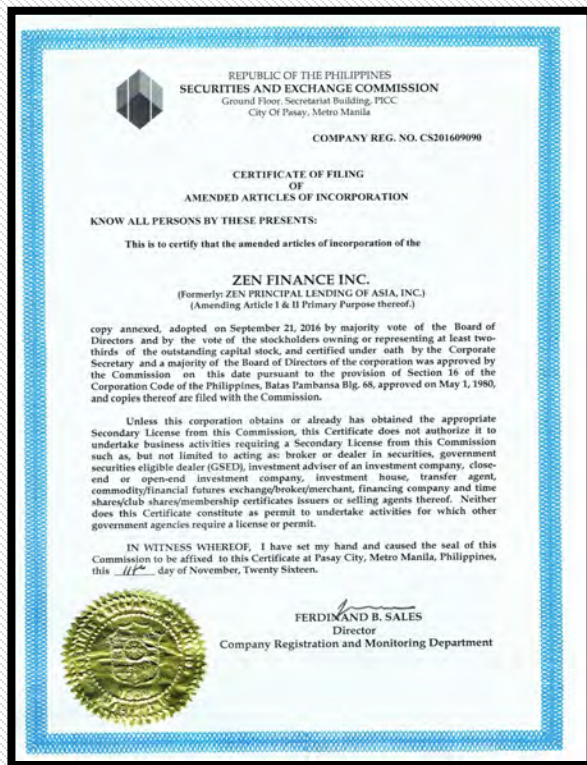 REPUBLIC OF THE PHILIPPINES
SECURITIES AND EXCHANGE COMMISSION
Ground Floor, Secretariat Building, PICC
City Of Pasay, Metro Manila
COMPANY REG. NO. CS201609090
CERTIFICATE OF FILING
OF
AMENDED ARTICLES OF INCORPORATION
KNOW ALL PERSONS BY THESE PRESENTS:
This is to certify that the amended articles of incorporation of the
ZEN FINANCE INC.
(Formerly: ZEN PRINCIPAL LENDING OF ASIA, INC.)
(Amending Article I & II Primary Purpose thereof.)
copy annexed, adopted on September 21, 2016 by majority vote of the Board of
Directors and by the vote of the stockholders owning or representing at least two-
thirds of the outstanding capital stock, and certified under oath by the Corporate
Secretary and a majority of the Board of Directors of the corporation was approved by
the Commission on this date pursuant to the provision of Section 16 of the
Corporation Code of the Philippines, Batas Pambansa Blg. 68, approved on May 1, 1980,
and copies thereof are filed with the Commission.
Unless this corporation obtains or already has obtained the appropriate
Secondary License from this Commission, this Certificate does not authorize it to
undertake business activities requiring a Secondary License from this Commission
such as, but not limited to acting as: broker or dealer in securities, government
securities eligible dealer (GSED), investment adviser of an investment company, close-
end or open-end investment company, investment house, transfer agent,
commodity/financial futures exchange/broker/merchant, financing company and time
shares/club shares/membership certificates issuers or selling agents thereof. Neither
does this Certificate constitute as permit to undertake activities for which other
government agencies require a license or permit.
IN WITNESS WHEREOF, I have set my hand and caused the seal of this
Commission to be affixed to this Certificate at Pasay City, Metro Manila, Philippines,
this 11th day of November, Twenty Sixteen.
FERDINAND B. SALES
Director
Company Registration and Monitoring Department